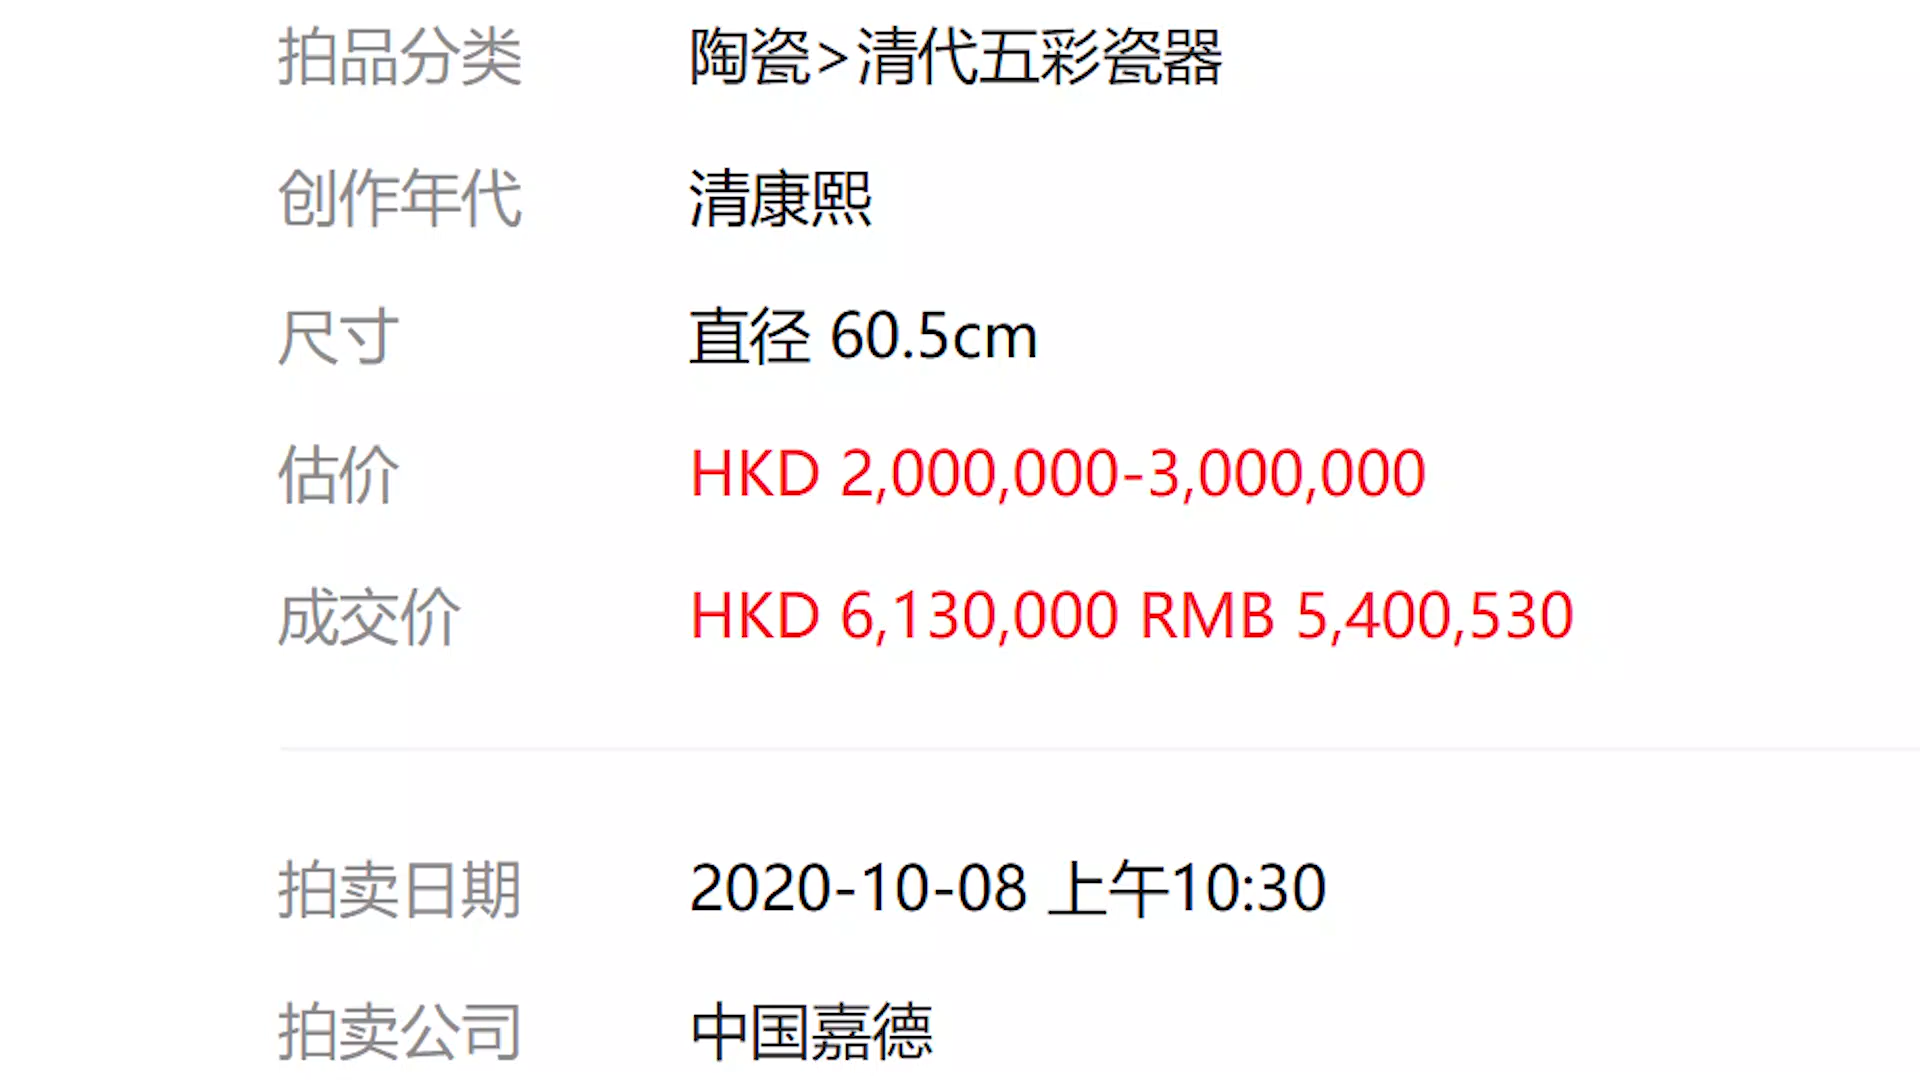 拍品分类 陶瓷>清代五彩瓷器
创作年代 清康熙
尺寸 直径 60.5cm
估价 HKD 2,000,000-3,000,000
成交价 HKD 6,130,000 RMB 5,400,530
拍卖日期 2020-10-08 上午10:30
拍卖公司 中国嘉德